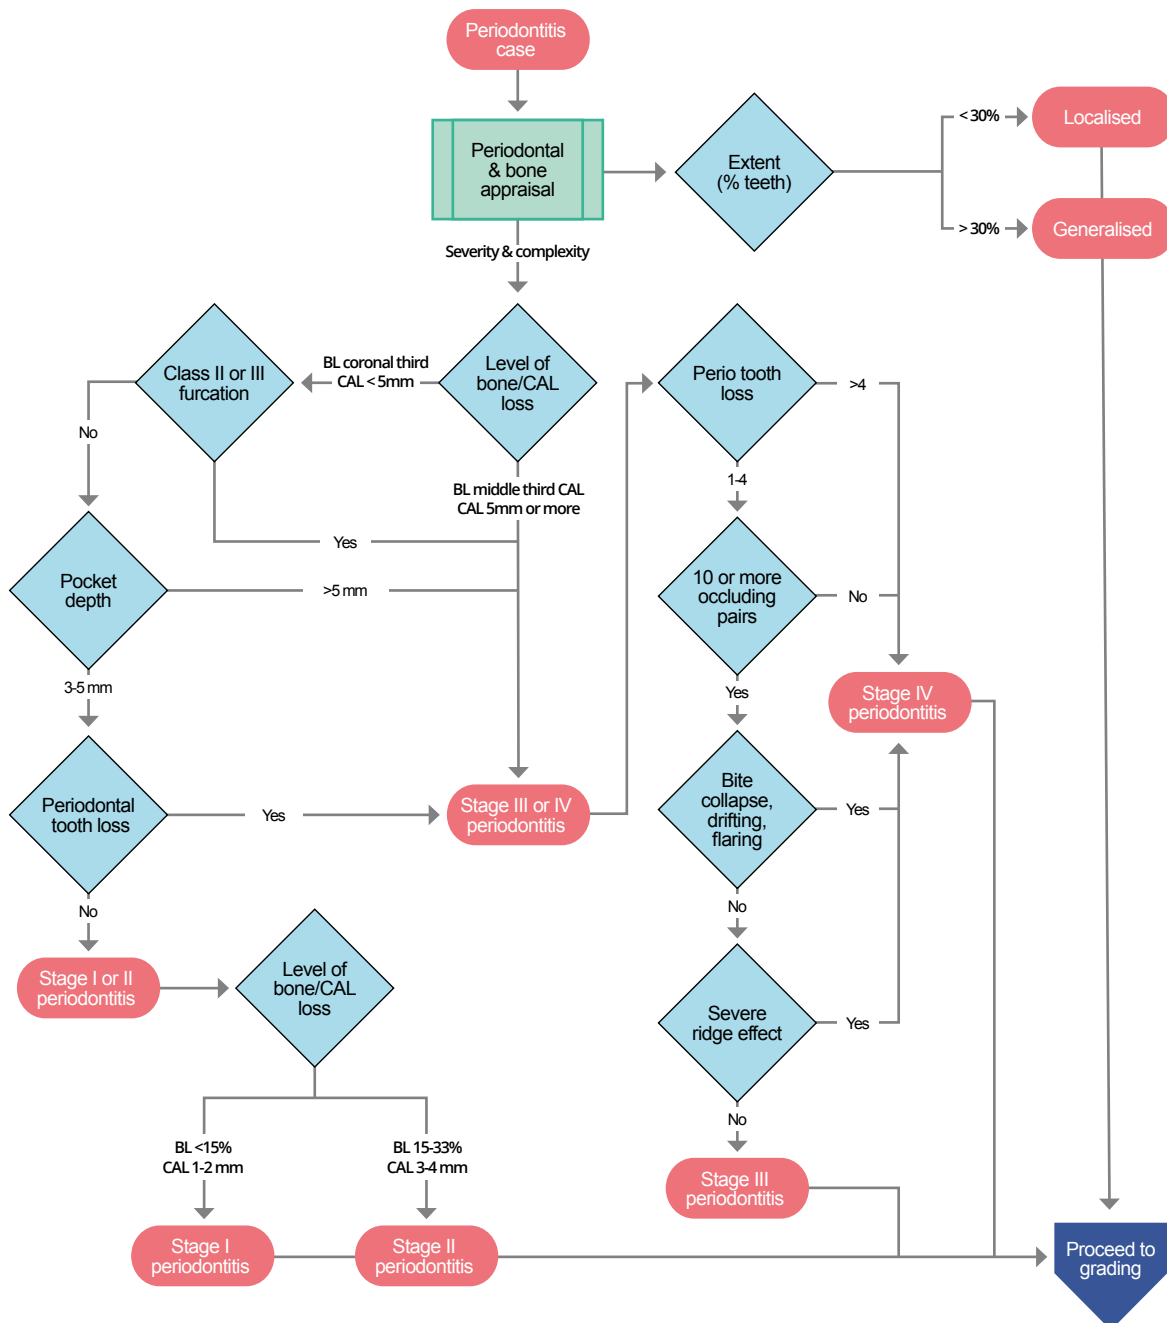 Periodontitis
case
Periodontal
& bone
appraisal
Extent
(% teeth)
< 30%
Localised
> 30%
Generalised
Severity & complexity
Class II or III
furcation
BL coronal third
CAL < 5mm
Level of
bone/CAL
loss
Perio tooth
loss
>4
No
BL middle third CAL
CAL 5mm or more
1-4
Yes
Pocket
depth
>5 mm
10 or more
occluding
pairs
No
3-5 mm
Yes
Stage IV
periodontitis
Periodontal
tooth loss
Yes
Stage III or IV
periodontitis
Bite
collapse,
drifting,
flaring
Yes
No
No
Stage I or II
periodontitis
Level of
bone/CAL
loss
Severe
ridge effect
Yes
No
BL <15%
CAL 1-2 mm
BL 15-33%
CAL 3-4 mm
Stage III
periodontitis
Stage I
periodontitis
Stage II
periodontitis
Proceed to
grading